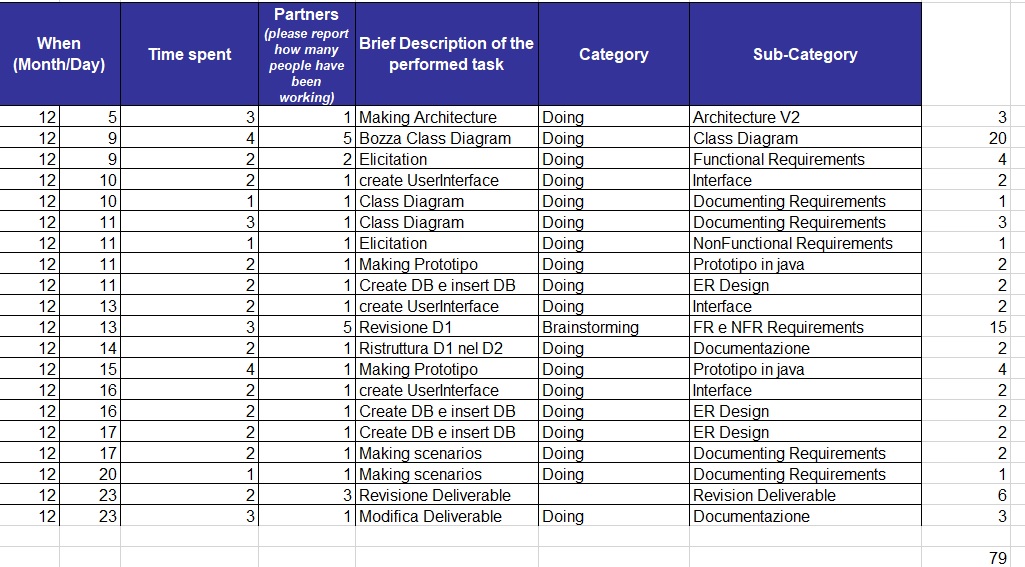 When
(Month/Day)
Time spent
Partners
(please report
how many
people have
been
working)
Brief Description of the
performed task
Category
Sub-Category
12 5 3 1 Making Architecture Doing Architecture V2 3
12 9 4 5 Bozza Class Diagram Doing Class Diagram 20
12 9 2 2 Elicitation Doing Functional Requirements 4
12 10 2 1 create UserInterface Doing Interface 2
12 10 1 1 Class Diagram Doing Documenting Requirements 1
12 11 3 1 Class Diagram Doing Documenting Requirements 3
12 11 1 1 Elicitation Doing NonFunctional Requirements 1
12 11 2 1 Making Prototipo Doing Prototipo in java 2
12 11 2 1 Create DB e insert DB Doing ER Design 2
12 13 2 1 create UserInterface Doing Interface 2
12 13 3 5 Revisione D1 Brainstorming FR e NFR Requirements 15
12 14 2 1 Ristruttura D1 nel D2 Doing Documentazione 2
12 15 4 1 Making Prototipo Doing Prototipo in java 4
12 16 2 1 create UserInterface Doing Interface 2
12 16 2 1 Create DB e insert DB Doing ER Design 2
12 17 2 1 Create DB e insert DB Doing ER Design 2
12 17 2 1 Making scenarios Doing Documenting Requirements 2
12 20 1 1 Making scenarios Doing Documenting Requirements 1
12 23 2 3 Revisione Deliverable Revision Deliverable 6
12 23 3 1 Modifica Deliverable Doing Documentazione 3
79